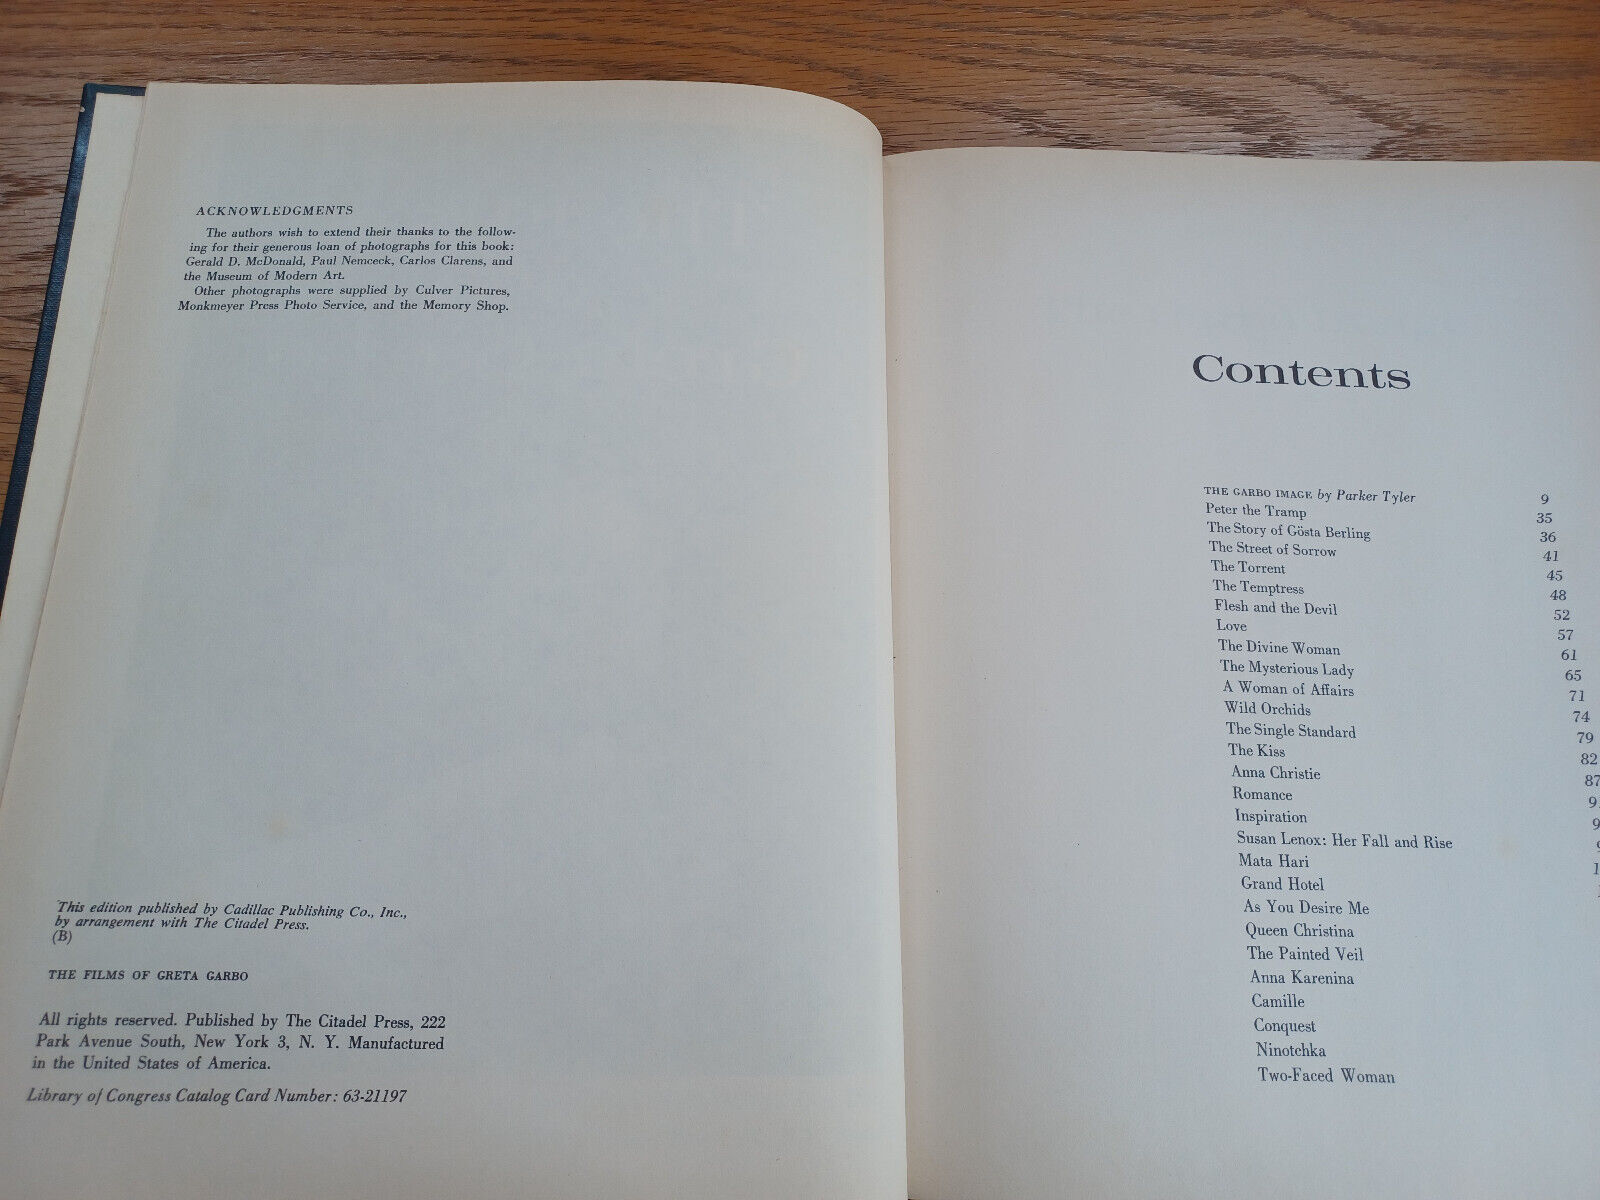 ACKNOWLEDGMENTS
The authors wish to extend their thanks to the follow-
ing for their generous loan of photographs for this book:
Gerald D. McDonald, Paul Nemceck, Carlos Clarens, and
the Museum of Modern Art.
Other photographs were supplied by Culver Pictures,
Monkmeyer Press Photo Service, and the Memory Shop.
This edition published by Cadillac Publishing Co., Inc.,
by arrangement with The Citadel Press.
(B)
THE FILMS OF GRETA GARBO
All rights reserved. Published by The Citadel Press, 222
Park Avenue South, New York 3, N. Y. Manufactured
in the United States of America.
Library of Congress Catalog Card Number: 63-21197
Contents
THE GARBO IMAGE by Parker Tyler 9
Peter the Tramp 35
The Story of Gösta Berling 36
The Street of Sorrow 41
The Torrent 45
The Temptress 48
Flesh and the Devil 52
Love 57
The Divine Woman 61
The Mysterious Lady 65
A Woman of Affairs 71
Wild Orchids 74
The Single Standard 79
The Kiss 82
Anna Christie 87
Romance
Inspiration
Susan Lenox: Her Fall and Rise
Mata Hari
Grand Hotel
As You Desire Me
Queen Christina
The Painted Veil
Anna Karenina
Camille
Conquest
Ninotchka
Two-Faced Woman